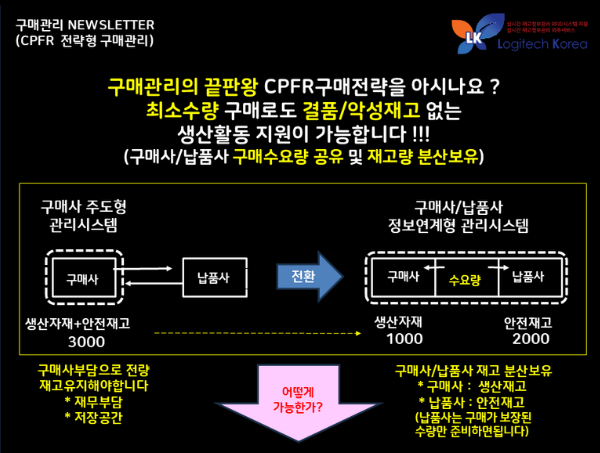 구매관리 NEWSLETTER
(CPFR 전략형 구매관리)
LK
Logitech Korea
구매관리의 끝판왕 CPFR구매전략을 아시나요 ?
최소수량 구매로도 결품/악성재고 없는
생산활동 지원이 가능합니다 !!!
(구매사/납품사 구매수요량 공유 및 재고량 분산보유)
구매사 주도형
관리시스템
구매사
납품사
생산자재+안전재고
3000
전환
구매사/납품사
정보연계형 관리시스템
구매사
수요량
납품사
생산자재
1000
안전재고
2000
구매사부담으로 전량
재고유지해야합니다
* 재무부담
* 저장공간
어떻게
가능한가?
구매사/납품사 재고 분산보유
* 구매사 : 생산재고
* 납품사 : 안전재고
(납품사는 구매가 보장된
수량만 준비하면됩니다)